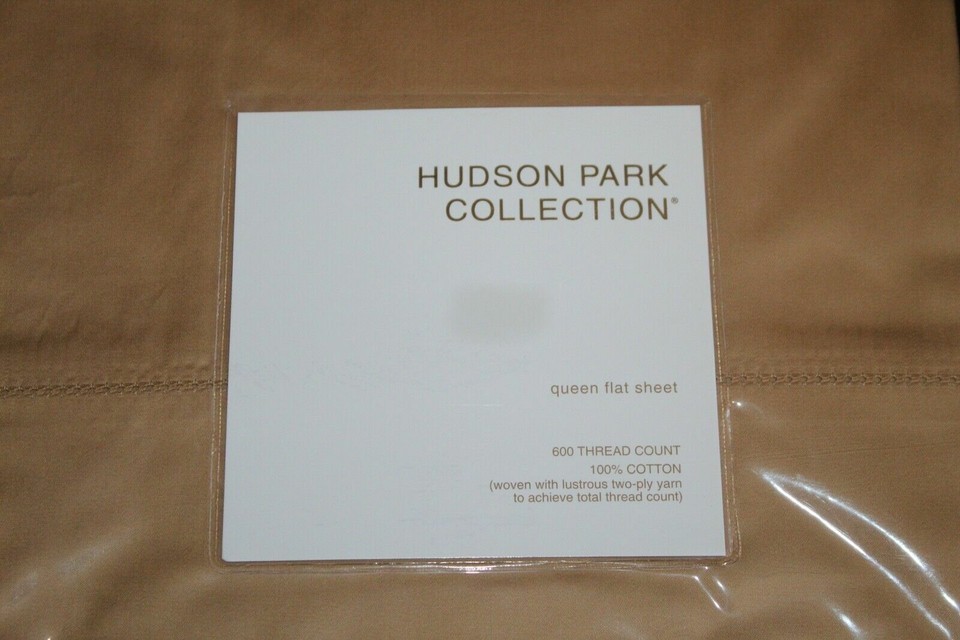 HUDSON PARK
COLLECTION®
queen flat sheet
600 THREAD COUNT
100% COTTON
(woven with lustrous two-ply yarn
to achieve total thread count)